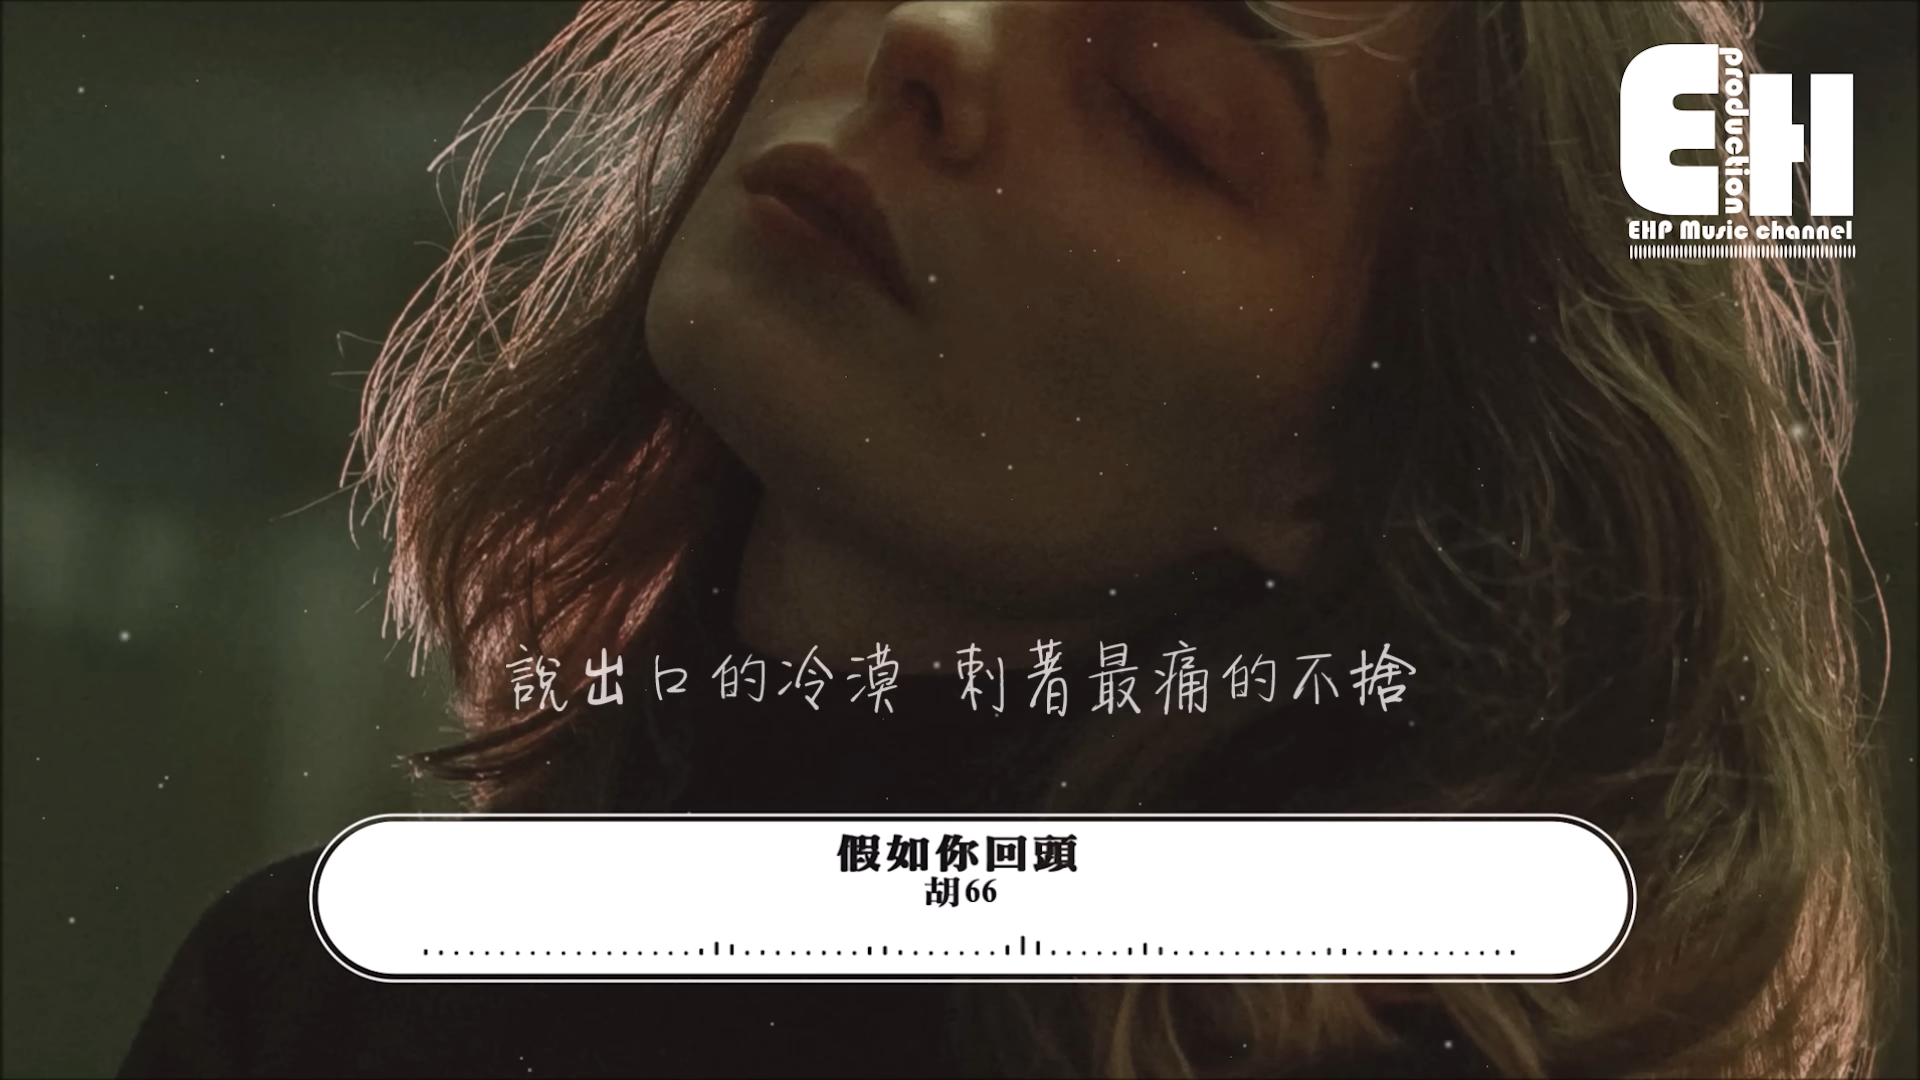 EH
production
EHP Music channel
說出口的冷漠 刺著最痛的不捨
假如你回頭
胡66